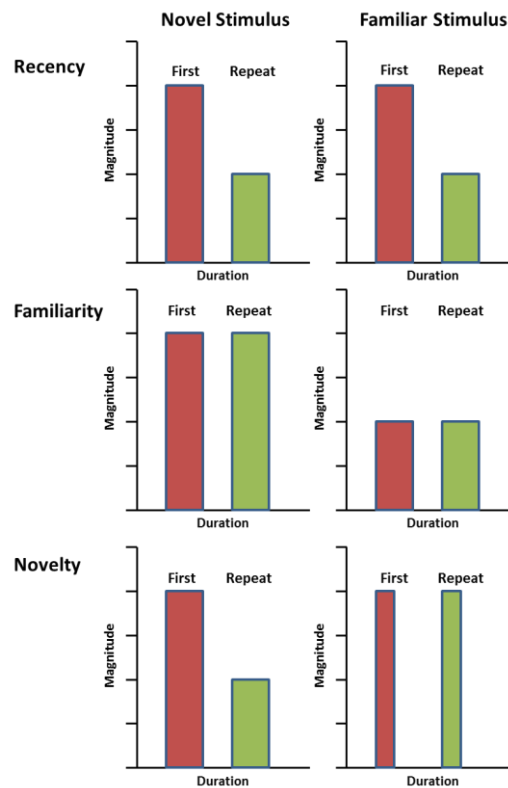 Novel Stimulus Familiar Stimulus
Recency
First Repeat First Repeat
Magnitude Magnitude
Duration Duration
Familiarity
First Repeat First Repeat
Magnitude Magnitude
Duration Duration
Novelty
First Repeat First Repeat
Magnitude Magnitude
Duration Duration